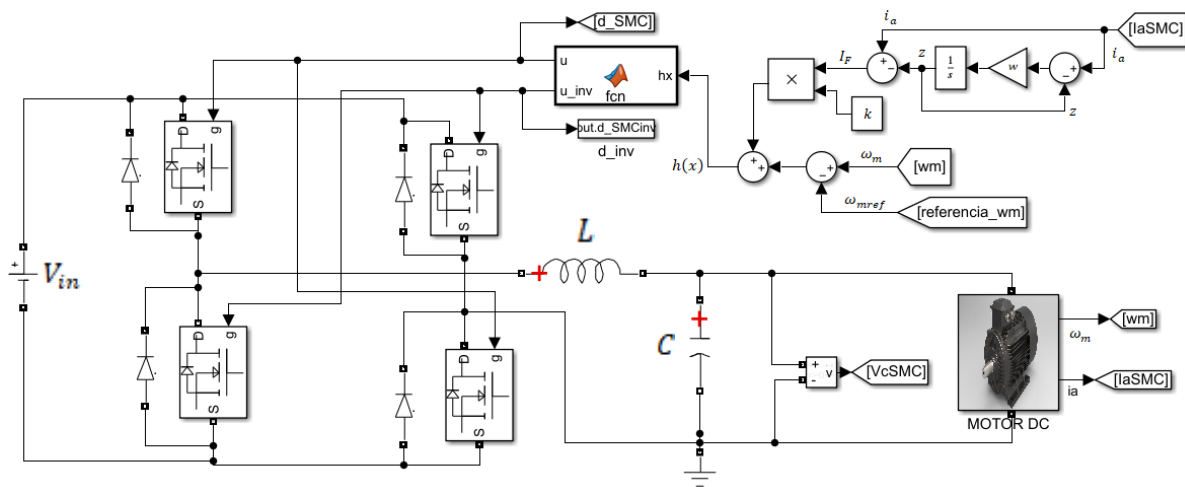 [d_SMC]
i_a
[IaSMC]
i_a
u
hx
u_inv
fcn
I_F
z
1/s
w
z
×
k
out.d_SMCinv
d_inv
h(x)
ω_m
[wm]
ω_mref
[referencia_wm]
D
g
S
D
g
S
V_in
L
D
g
S
D
g
S
C
v
[VcSMC]
[wm]
ω_m
[IaSMC]
ia
MOTOR DC